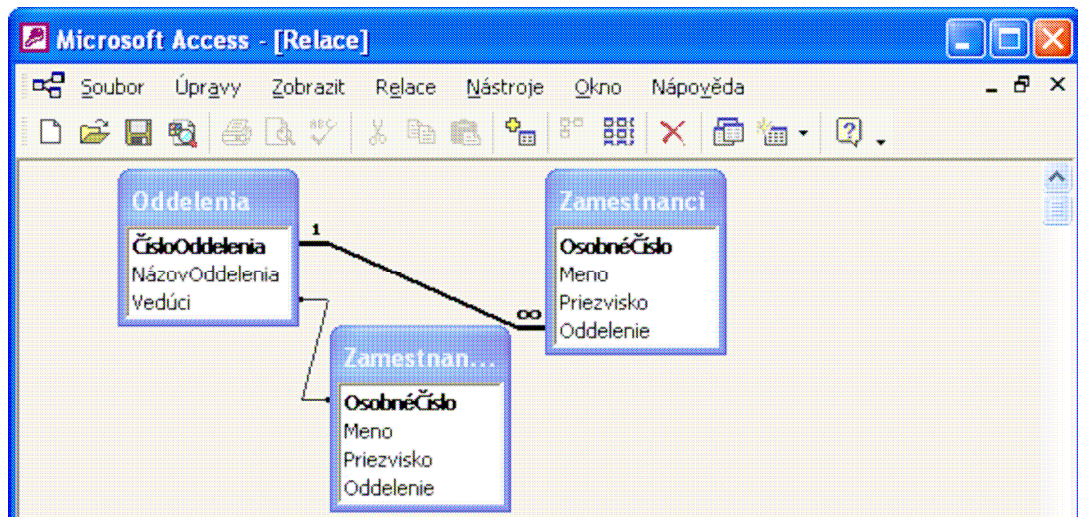 Microsoft Access - [Relace]
Soubor Úpravy Zobrazit Relace Nástroje Okno Nápověda
Oddelenia
ČísloOddelenia
NázovOddelenia
Vedúci
1
∞
Zamestnanci
OsobnéČíslo
Meno
Priezvisko
Oddelenie
Zamestnan...
OsobnéČíslo
Meno
Priezvisko
Oddelenie